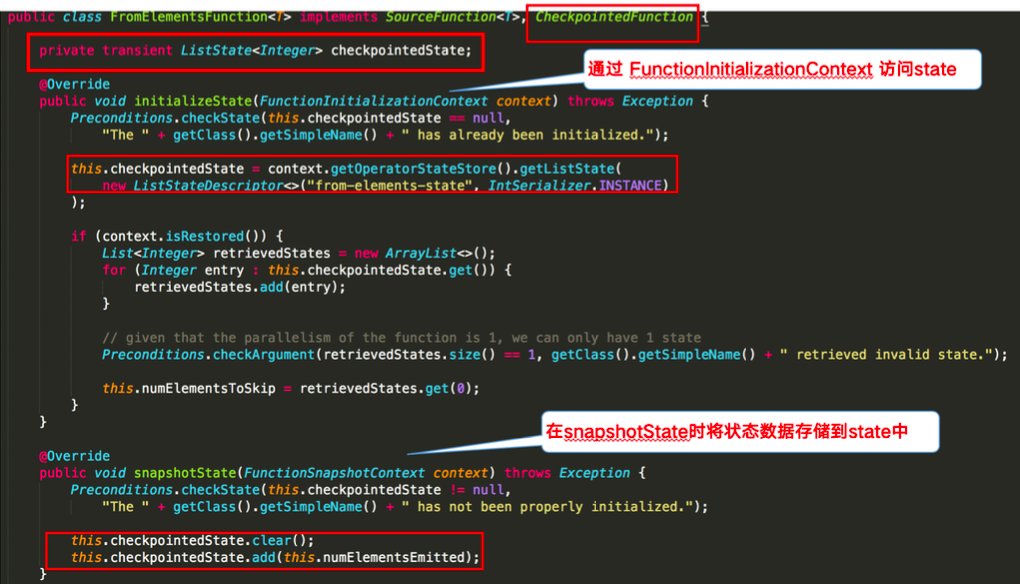 public class FromElementsFunction<T> implements SourceFunction<T>, CheckpointedFunction {
private transient ListState<Integer> checkpointedState;
通过 FunctionInitializationContext 访问state
@Override
public void initializeState(FunctionInitializationContext context) throws Exception {
Preconditions.checkState(this.checkpointedState == null,
"The " + getClass().getSimpleName() + " has already been initialized.");
this.checkpointedState = context.getOperatorStateStore().getListState(
new ListStateDescriptor<>("from-elements-state", IntSerializer.INSTANCE)
);
if (context.isRestored()) {
List<Integer> retrievedStates = new ArrayList<>();
for (Integer entry : this.checkpointedState.get()) {
retrievedStates.add(entry);
}
// given that the parallelism of the function is 1, we can only have 1 state
Preconditions.checkArgument(retrievedStates.size() == 1, getClass().getSimpleName() + " retrieved invalid state.");
this.numElementsToSkip = retrievedStates.get(0);
}
}
在snapshotState时将状态数据存储到state中
@Override
public void snapshotState(FunctionSnapshotContext context) throws Exception {
Preconditions.checkState(this.checkpointedState != null,
"The " + getClass().getSimpleName() + " has not been properly initialized.");
this.checkpointedState.clear();
this.checkpointedState.add(this.numElementsEmitted);
}